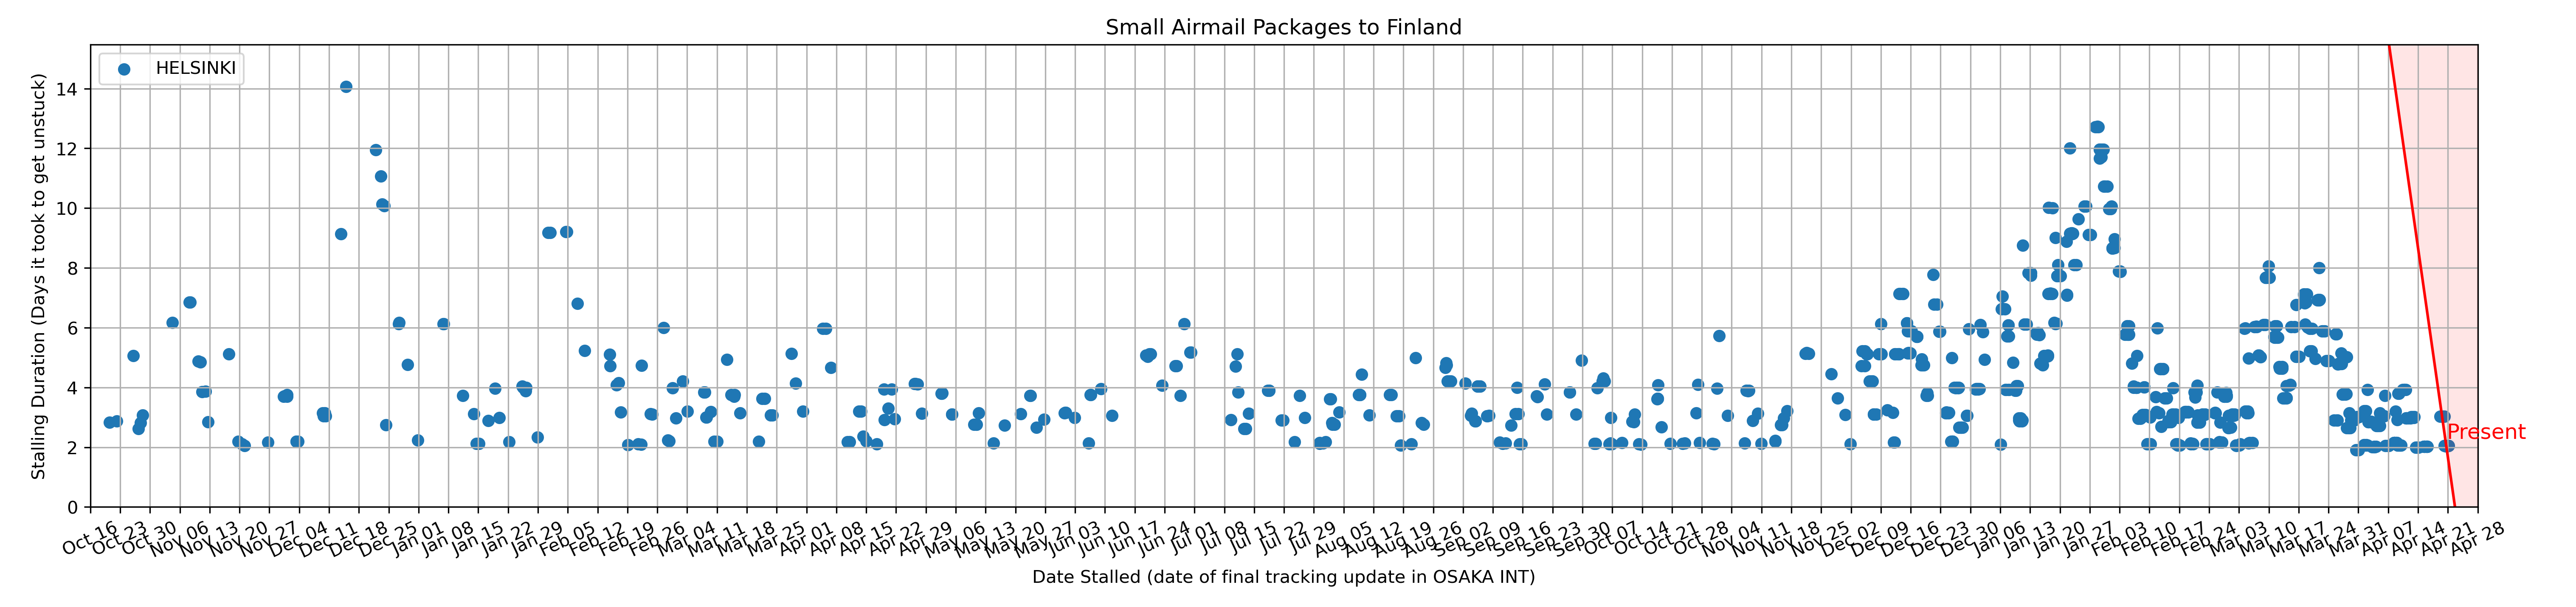 Small Airmail Packages to Finland
HELSINKI
Stalling Duration (Days it took to get unstuck)
14
12
10
8
6
4
2
0
Present
Oct 16
Oct 23
Oct 30
Nov 06
Nov 13
Nov 20
Nov 27
Dec 04
Dec 11
Dec 18
Dec 25
Jan 01
Jan 08
Jan 15
Jan 22
Jan 29
Feb 05
Feb 12
Feb 19
Feb 26
Mar 04
Mar 11
Mar 18
Mar 25
Apr 01
Apr 08
Apr 15
Apr 22
Apr 29
May 06
May 13
May 20
May 27
Jun 03
Jun 10
Jun 17
Jun 24
Jul 01
Jul 08
Jul 15
Jul 22
Jul 29
Aug 05
Aug 12
Aug 19
Aug 26
Sep 02
Sep 09
Sep 16
Sep 23
Sep 30
Oct 07
Oct 14
Oct 21
Oct 28
Nov 04
Nov 11
Nov 18
Nov 25
Dec 02
Dec 09
Dec 16
Dec 23
Dec 30
Jan 06
Jan 13
Jan 20
Jan 27
Feb 03
Feb 10
Feb 17
Feb 24
Mar 03
Mar 10
Mar 17
Mar 24
Mar 31
Apr 07
Apr 14
Apr 21
Apr 28
Date Stalled (date of final tracking update in OSAKA INT)